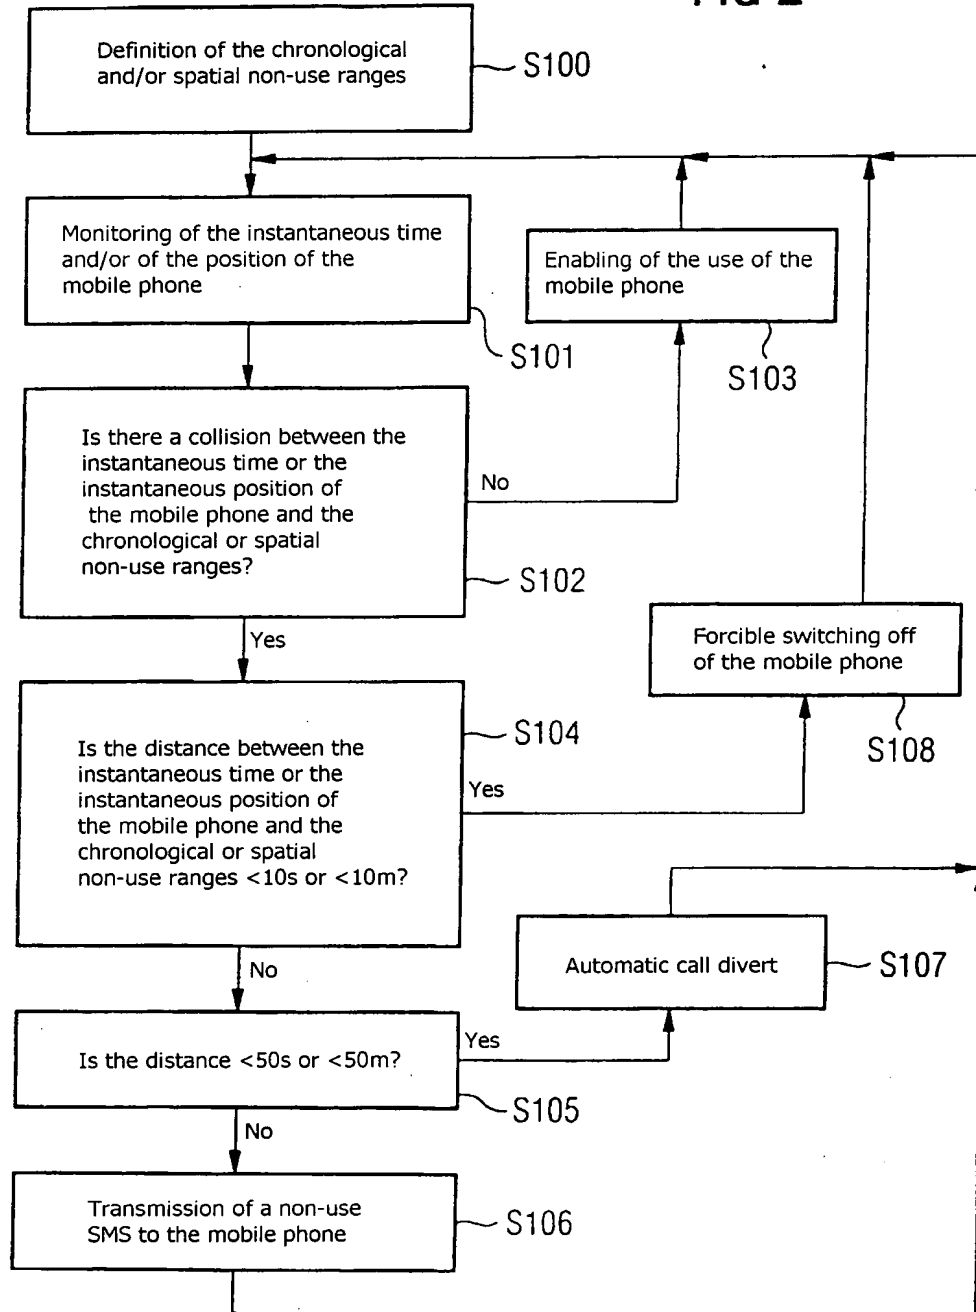 Definition of the chronological
and/or spatial non-use ranges
S100
Monitoring of the instantaneous time
and/or of the position of the
mobile phone
S101
Enabling of the use of the
mobile phone
S103
Is there a collision between the
instantaneous time or the
instantaneous position of
the mobile phone and the
chronological or spatial
non-use ranges?
No
S102
Yes
Forcible switching off
of the mobile phone
S108
Is the distance between the
instantaneous time or the
instantaneous position of
the mobile phone and the
chronological or spatial
non-use ranges <10s or <10m?
S104
Yes
No
Automatic call divert
S107
Is the distance <50s or <50m?
Yes
S105
No
Transmission of a non-use
SMS to the mobile phone
S106